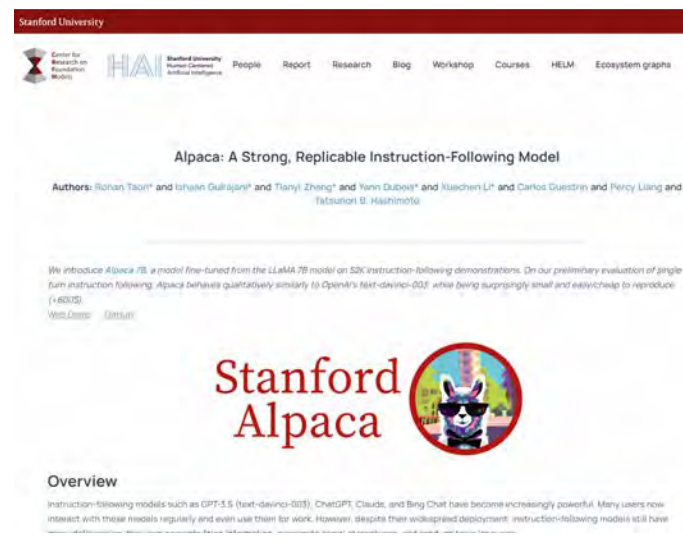 Stanford University
Center for
Research on
Foundation
Models
HAI
Stanford University
Human-Centered
Artificial Intelligence
People Report Research Blog Workshop Courses HELM Ecosystem graphs
Alpaca: A Strong, Replicable Instruction-Following Model
Authors: Rohan Taori* and Ishaan Gulrajani* and Tianyi Zhang* and Yann Dubois* and Xuechen Li* and Carlos Guestrin and Percy Liang and
Tatsunori B. Hashimoto
We introduce Alpaca 7B, a model fine-tuned from the LLaMA 7B model on 52K instruction-following demonstrations. On our preliminary evaluation of single-
turn instruction following, Alpaca behaves qualitatively similarly to OpenAI's text-davinci-003, while being surprisingly small and easy/cheap to reproduce
(<600$).
Web Demo GitHub
Stanford
Alpaca
Overview
Instruction-following models such as GPT-3.5 (text-davinci-003), ChatGPT, Claude, and Bing Chat have become increasingly powerful. Many users now
interact with these models regularly and even use them for work. However, despite their widespread deployment, instruction-following models still have